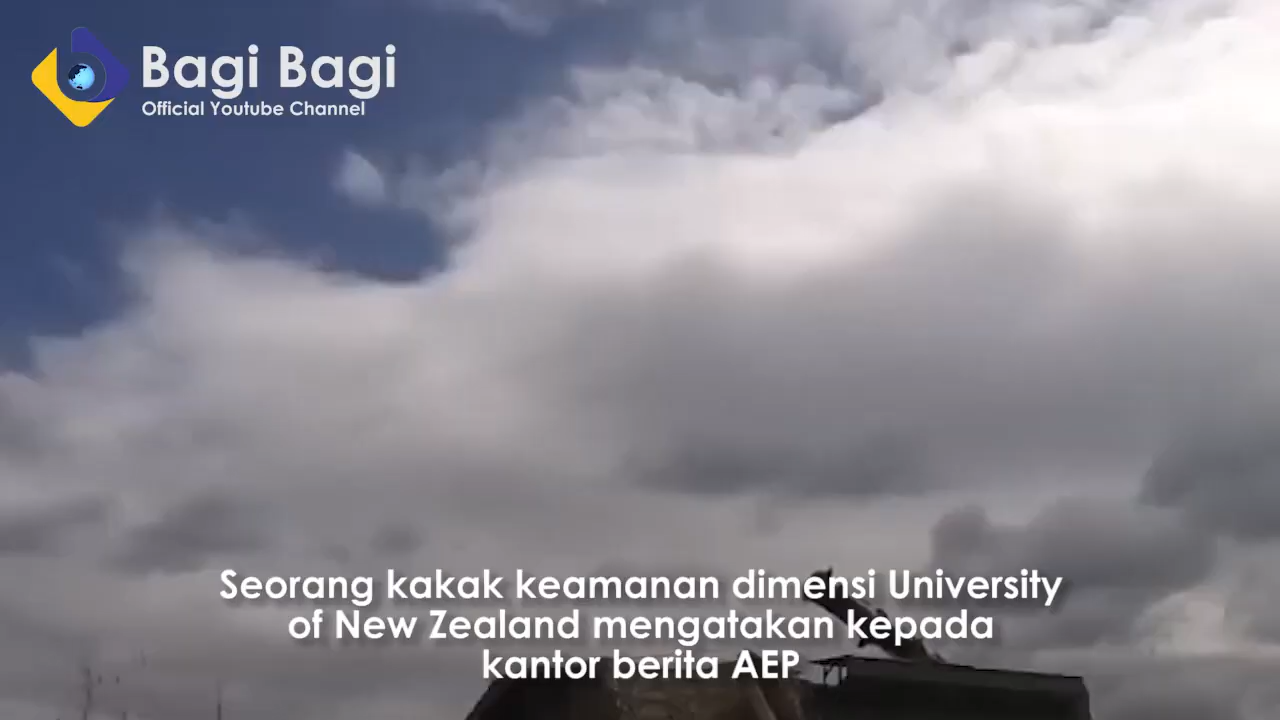 Bagi Bagi
Official Youtube Channel
Seorang kakak keamanan dimensi University
of New Zealand mengatakan kepada
kantor berita AEP